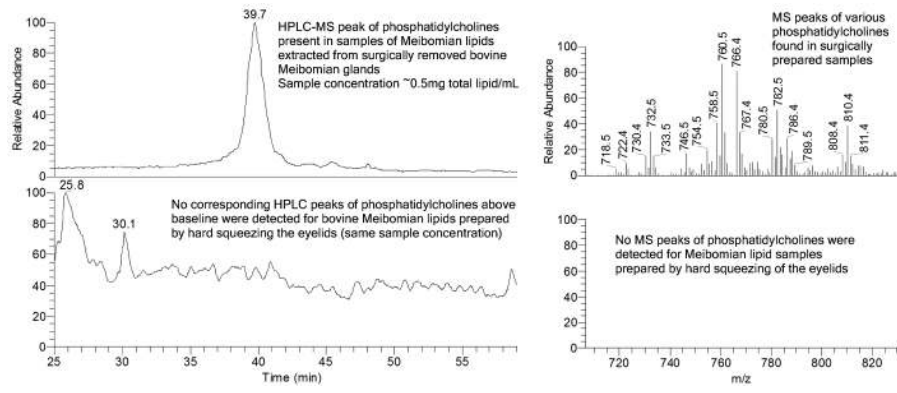 39.7
HPLC-MS peak of phosphatidylcholines
present in samples of Meibomian lipids
extracted from surgically removed bovine
Meibomian glands
Sample concentration ~0.5mg total lipid/mL
Relative Abundance
100
80
60
40
20
0
25.8
30.1
No corresponding HPLC peaks of phosphatidylcholines above
baseline were detected for bovine Meibomian lipids prepared
by hard squeezing the eyelids (same sample concentration)
100
80
60
40
20
0
25 30 35 40 45 50 55
Time (min)
MS peaks of various
phosphatidylcholines
found in surgically
prepared samples
Relative Abundance
100
80
60
40
20
0
718.5
722.4
730.4
732.5
733.5
746.5
754.5
758.5
760.5
766.4
767.4
780.5
782.5
786.4
789.5
808.4
810.4
811.4
No MS peaks of phosphatidylcholines were
detected for Meibomian lipid samples
prepared by hard squeezing of the eyelids
100
80
60
40
20
0
720 740 760 780 800 820
m/z